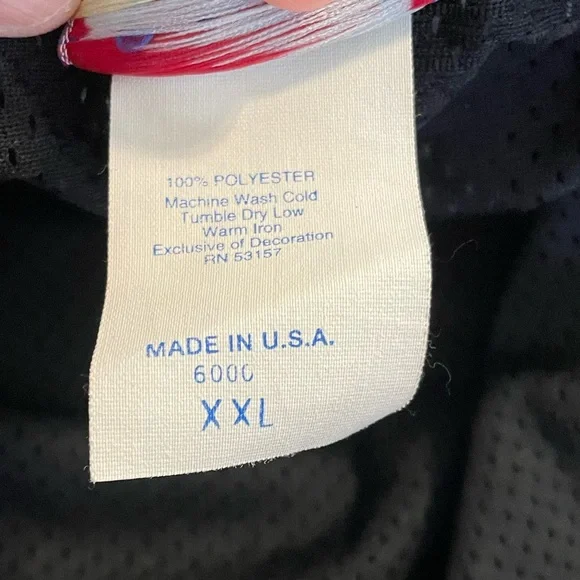 100% POLYESTER
Machine Wash Cold
Tumble Dry Low
Warm Iron
Exclusive of Decoration
RN 53157
MADE IN U.S.A.
6000
XXL